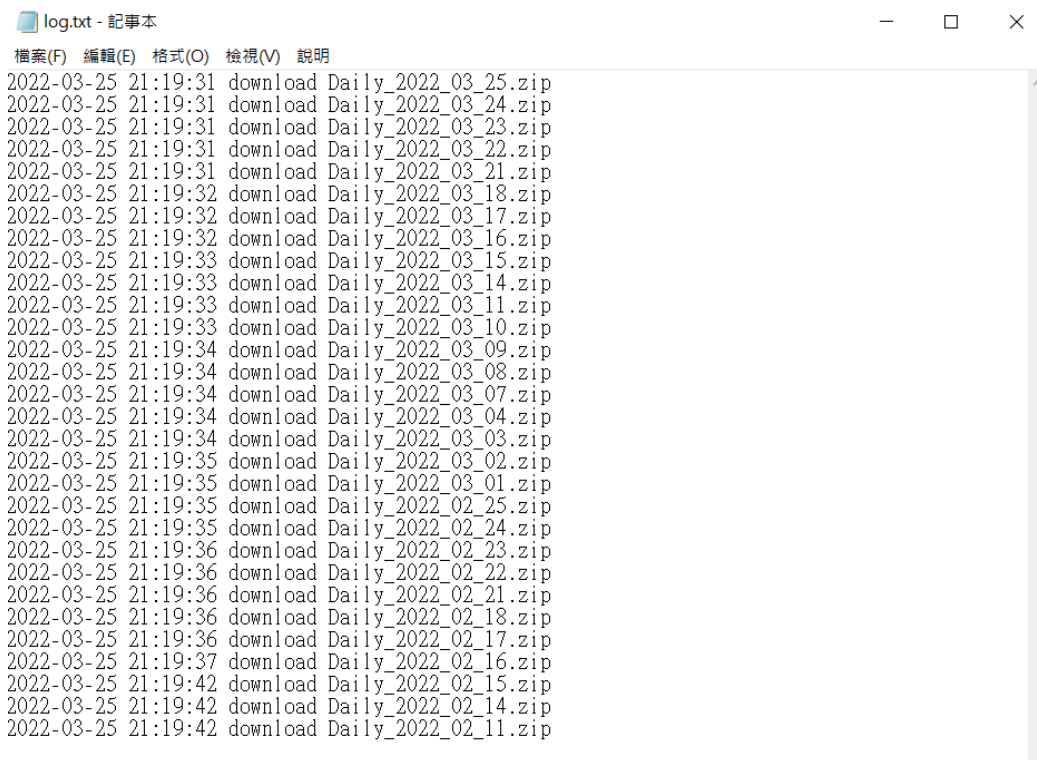 log.txt - 記事本
檔案(F) 編輯(E) 格式(O) 檢視(V) 說明
2022-03-25 21:19:31 download Daily_2022_03_25.zip
2022-03-25 21:19:31 download Daily_2022_03_24.zip
2022-03-25 21:19:31 download Daily_2022_03_23.zip
2022-03-25 21:19:31 download Daily_2022_03_22.zip
2022-03-25 21:19:31 download Daily_2022_03_21.zip
2022-03-25 21:19:32 download Daily_2022_03_18.zip
2022-03-25 21:19:32 download Daily_2022_03_17.zip
2022-03-25 21:19:32 download Daily_2022_03_16.zip
2022-03-25 21:19:33 download Daily_2022_03_15.zip
2022-03-25 21:19:33 download Daily_2022_03_14.zip
2022-03-25 21:19:33 download Daily_2022_03_11.zip
2022-03-25 21:19:33 download Daily_2022_03_10.zip
2022-03-25 21:19:34 download Daily_2022_03_09.zip
2022-03-25 21:19:34 download Daily_2022_03_08.zip
2022-03-25 21:19:34 download Daily_2022_03_07.zip
2022-03-25 21:19:34 download Daily_2022_03_04.zip
2022-03-25 21:19:34 download Daily_2022_03_03.zip
2022-03-25 21:19:35 download Daily_2022_03_02.zip
2022-03-25 21:19:35 download Daily_2022_03_01.zip
2022-03-25 21:19:35 download Daily_2022_02_25.zip
2022-03-25 21:19:35 download Daily_2022_02_24.zip
2022-03-25 21:19:36 download Daily_2022_02_23.zip
2022-03-25 21:19:36 download Daily_2022_02_22.zip
2022-03-25 21:19:36 download Daily_2022_02_21.zip
2022-03-25 21:19:36 download Daily_2022_02_18.zip
2022-03-25 21:19:36 download Daily_2022_02_17.zip
2022-03-25 21:19:37 download Daily_2022_02_16.zip
2022-03-25 21:19:42 download Daily_2022_02_15.zip
2022-03-25 21:19:42 download Daily_2022_02_14.zip
2022-03-25 21:19:42 download Daily_2022_02_11.zip